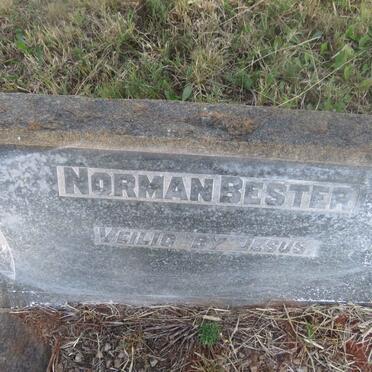 NORMAN BESTER
VEILIG BY JESUS